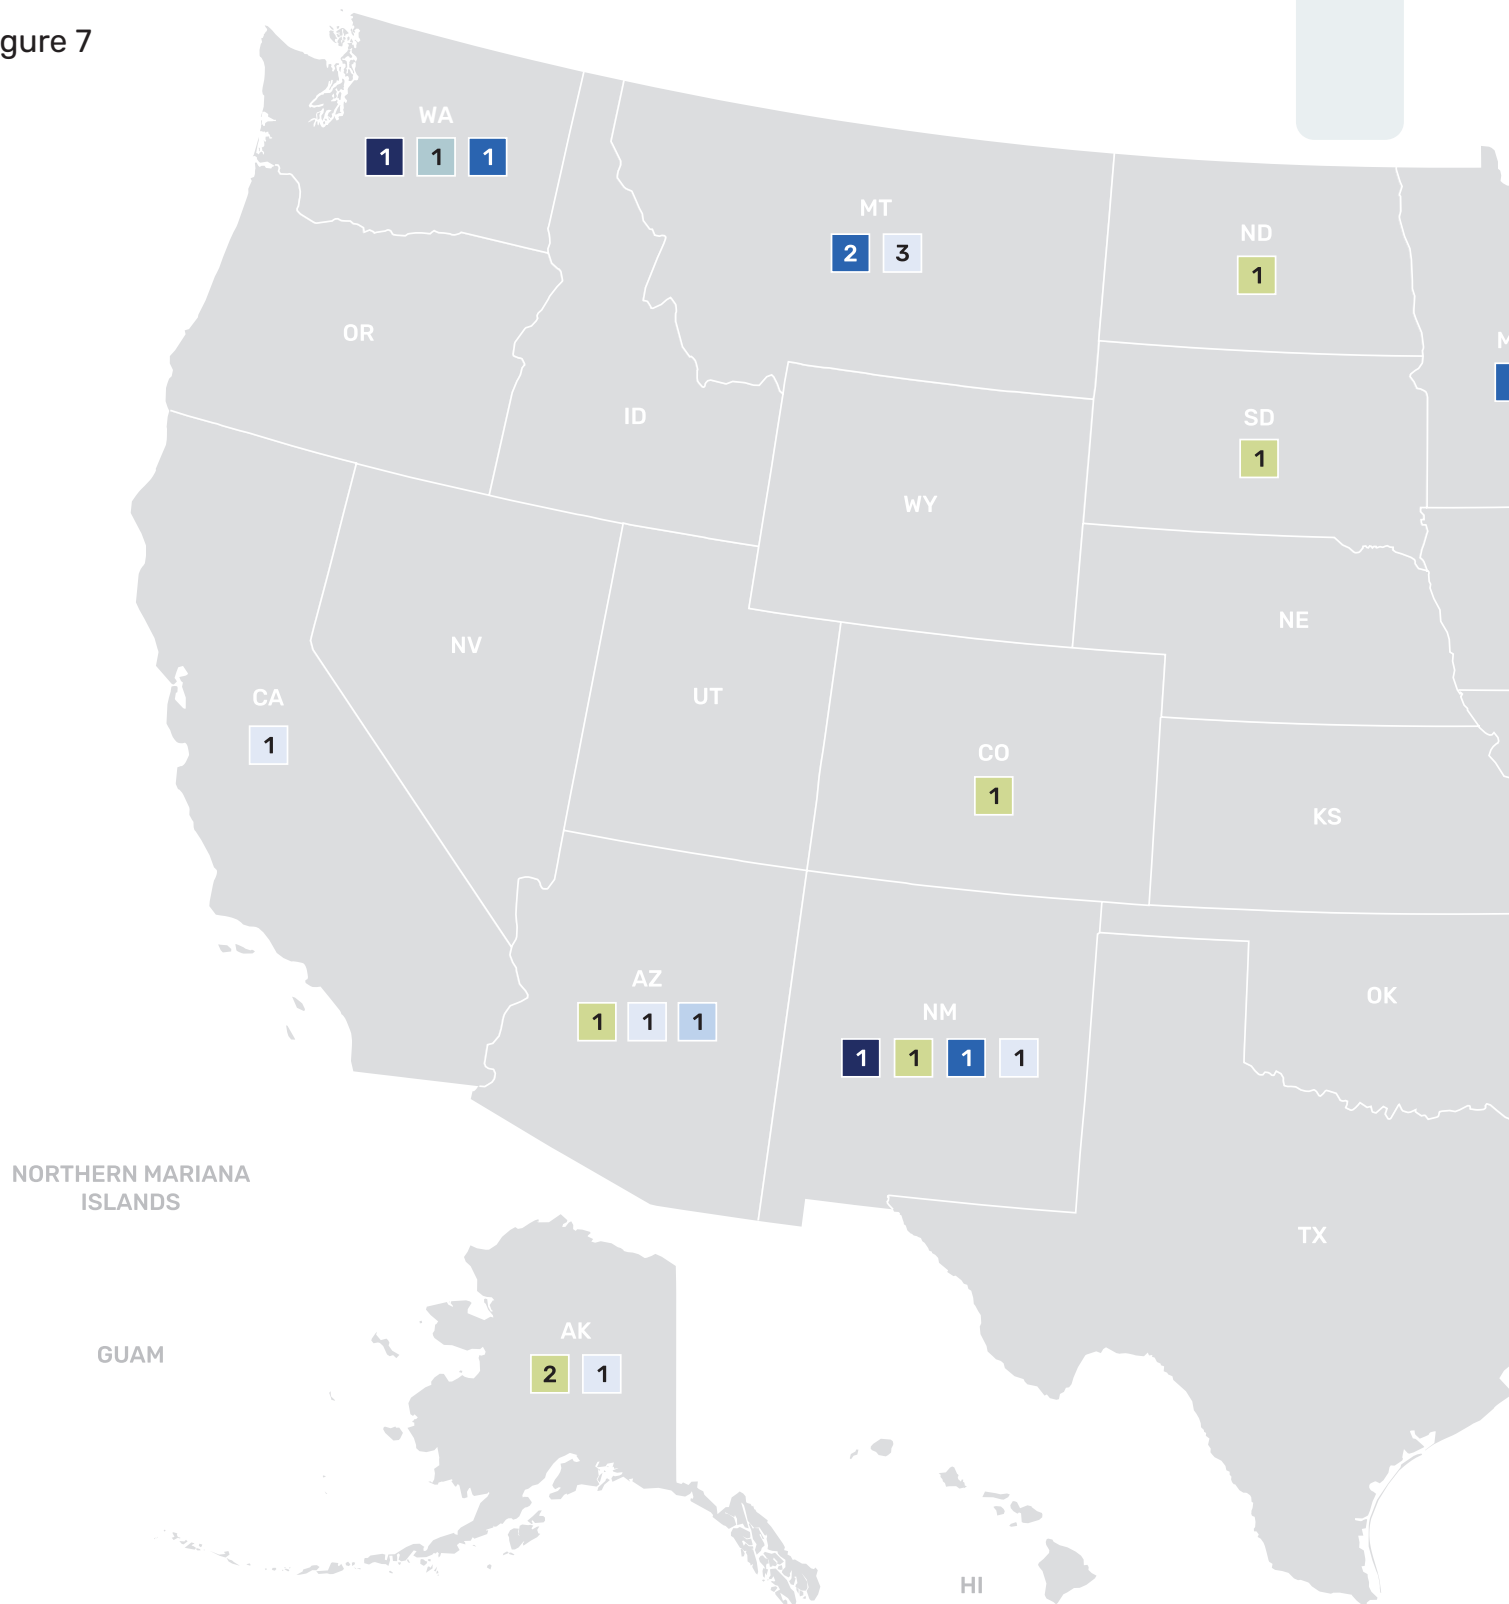 gure 7
WA
1 1 1
MT
2 3
ND
1
OR
M
ID
SD
1
WY
NE
NV
CA
1
UT
CO
1
KS
AZ
1 1 1
OK
NM
1 1 1 1
NORTHERN MARIANA
ISLANDS
TX
AK
2 1
GUAM
HI